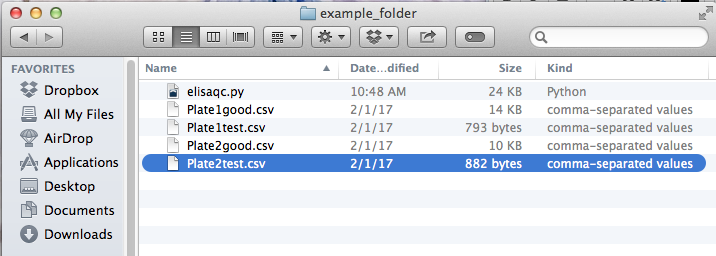 example_folder
FAVORITES
Dropbox
All My Files
AirDrop
Applications
Desktop
Documents
Downloads
Name Date...dified Size Kind
elisaqc.py 10:48 AM 24 KB Python
Plate1good.csv 2/1/17 14 KB comma-separated values
Plate1test.csv 2/1/17 793 bytes comma-separated values
Plate2good.csv 2/1/17 10 KB comma-separated values
Plate2test.csv 2/1/17 882 bytes comma-separated values